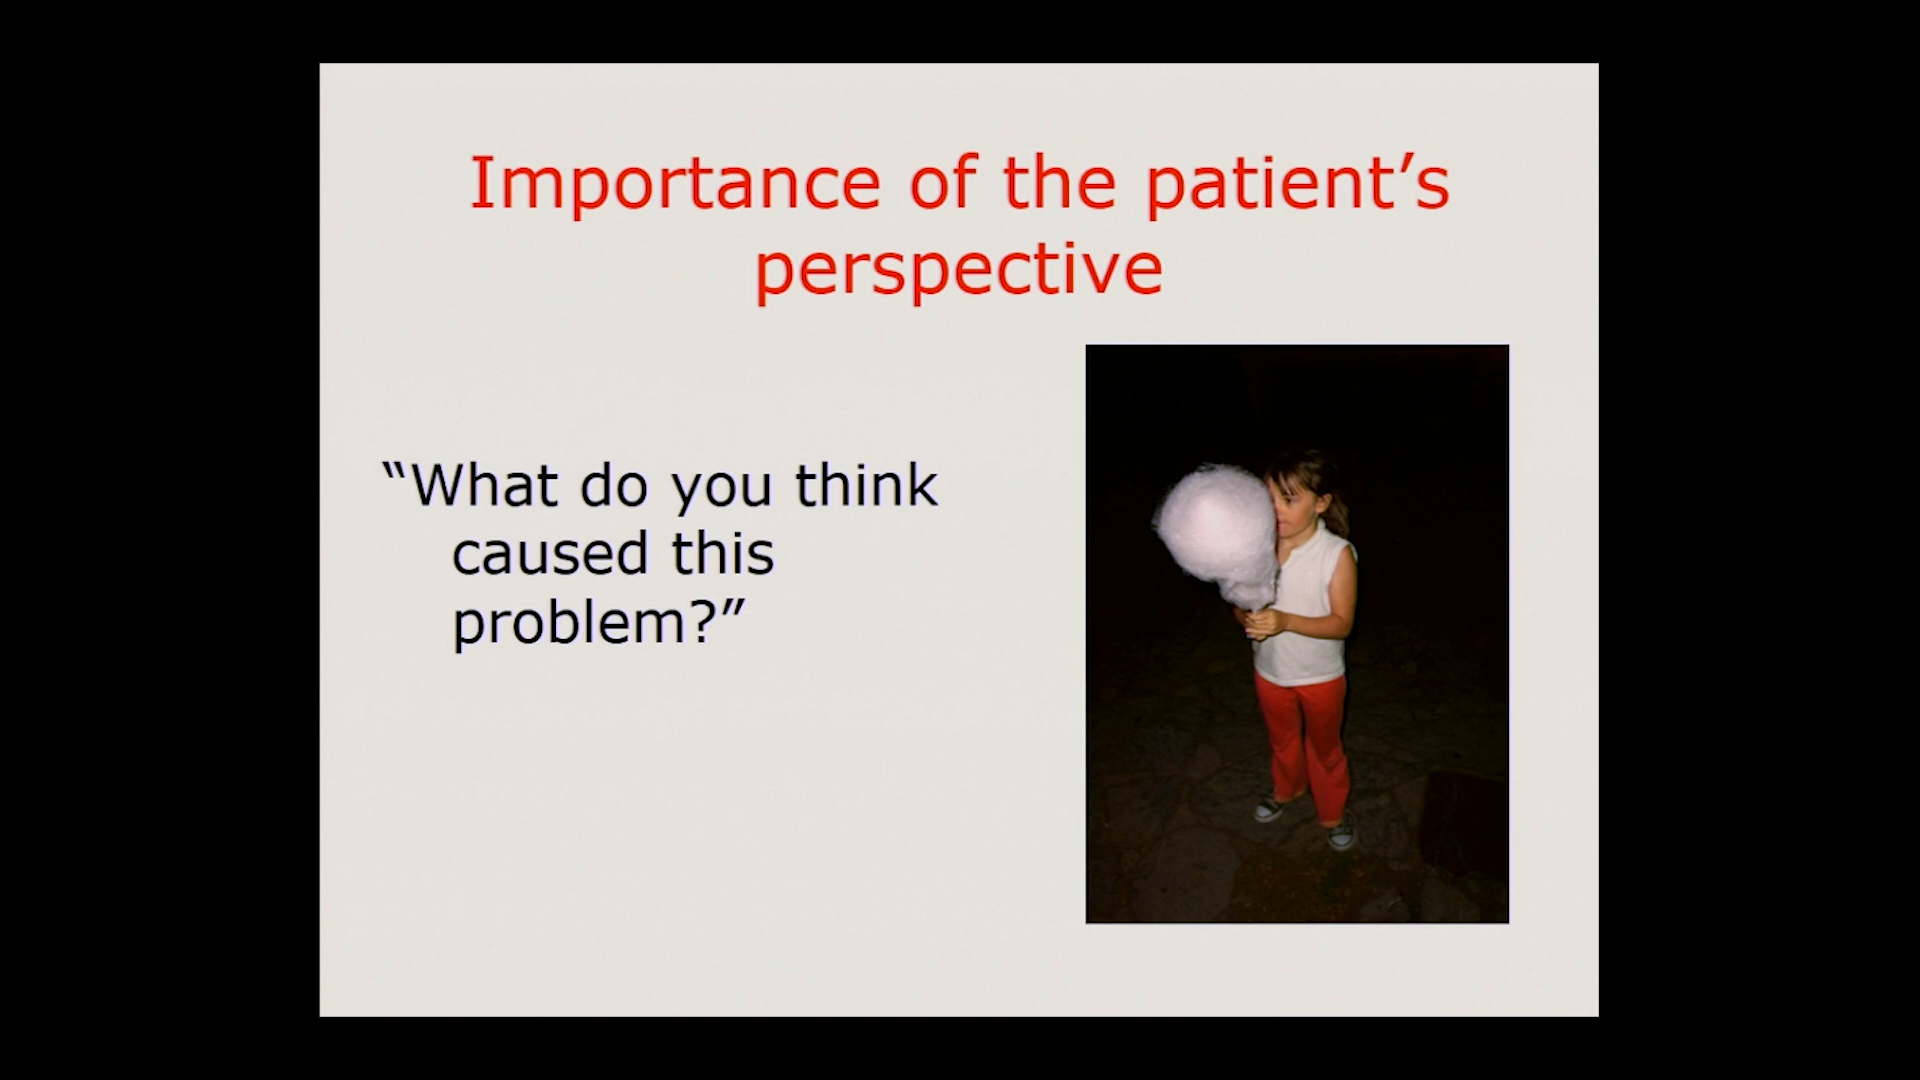 Importance of the patient’s
perspective
“What do you think
caused this
problem?”